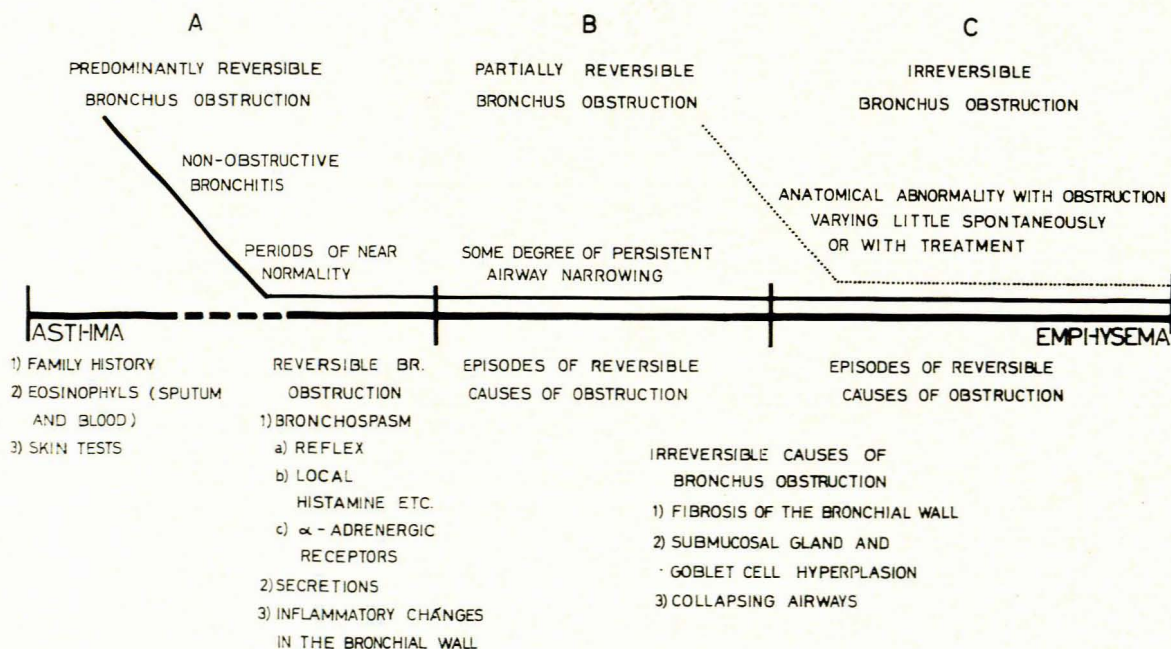 A
PREDOMINANTLY REVERSIBLE
BRONCHUS OBSTRUCTION
NON-OBSTRUCTIVE
BRONCHITIS
PERIODS OF NEAR
NORMALITY
B
PARTIALLY REVERSIBLE
BRONCHUS OBSTRUCTION
SOME DEGREE OF PERSISTENT
AIRWAY NARROWING
C
IRREVERSIBLE
BRONCHUS OBSTRUCTION
ANATOMICAL ABNORMALITY WITH OBSTRUCTION
VARYING LITTLE SPONTANEOUSLY
OR WITH TREATMENT
ASTHMA
EMPHYSEMA
1) FAMILY HISTORY
2) EOSINOPHYLS (SPUTUM
AND BLOOD)
3) SKIN TESTS
REVERSIBLE BR.
OBSTRUCTION
1) BRONCHOSPASM
a) REFLEX
b) LOCAL
HISTAMINE ETC.
c) α - ADRENERGIC
RECEPTORS
2) SECRETIONS
3) INFLAMMATORY CHANGES
IN THE BRONCHIAL WALL
EPISODES OF REVERSIBLE
CAUSES OF OBSTRUCTION
EPISODES OF REVERSIBLE
CAUSES OF OBSTRUCTION
IRREVERSIBLE CAUSES OF
BRONCHUS OBSTRUCTION
1) FIBROSIS OF THE BRONCHIAL WALL
2) SUBMUCOSAL GLAND AND
GOBLET CELL HYPERPLASION
3) COLLAPSING AIRWAYS